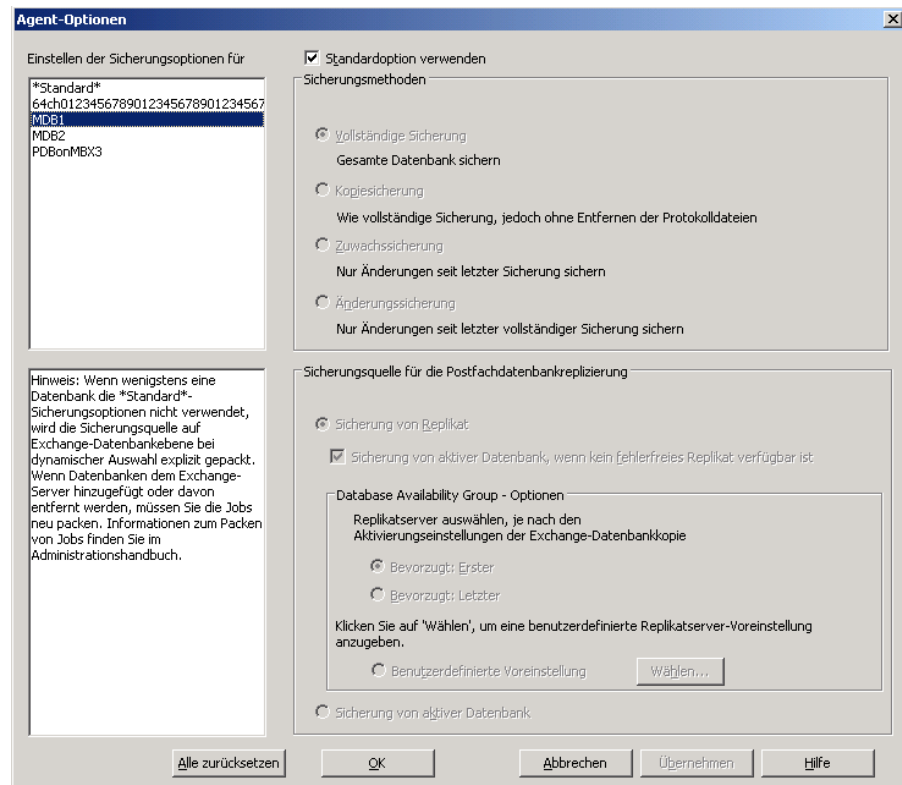 Agent-Optionen
Einstellen der Sicherungsoptionen für
*Standard*
64ch0123456789012345678901234567
MDB1
MDB2
PDBonMBX3
Standardoption verwenden
Sicherungsmethoden
Vollständige Sicherung
Gesamte Datenbank sichern
Kopiesicherung
Wie vollständige Sicherung, jedoch ohne Entfernen der Protokolldateien
Zuwachssicherung
Nur Änderungen seit letzter Sicherung sichern
Änderungssicherung
Nur Änderungen seit letzter vollständiger Sicherung sichern
Hinweis: Wenn wenigstens eine
Datenbank die *Standard*-
Sicherungsoptionen nicht verwendet,
wird die Sicherungsquelle auf
Exchange-Datenbankebene bei
dynamischer Auswahl explizit gepackt.
Wenn Datenbanken dem Exchange-
Server hinzugefügt oder davon
entfernt werden, müssen Sie die Jobs
neu packen. Informationen zum Packen
von Jobs finden Sie im
Administrationshandbuch.
Sicherungsquelle für die Postfachdatenbankreplizierung
Sicherung von Replikat
Sicherung von aktiver Datenbank, wenn kein fehlerfreies Replikat verfügbar ist
Database Availability Group - Optionen
Replikatserver auswählen, je nach den
Aktivierungseinstellungen der Exchange-Datenbankkopie
Bevorzugt: Erster
Bevorzugt: Letzter
Klicken Sie auf 'Wählen', um eine benutzerdefinierte Replikatserver-Voreinstellung
anzugeben.
Benutzerdefinierte Voreinstellung
Wählen...
Sicherung von aktiver Datenbank
Alle zurücksetzen
OK
Abbrechen
Übernehmen
Hilfe